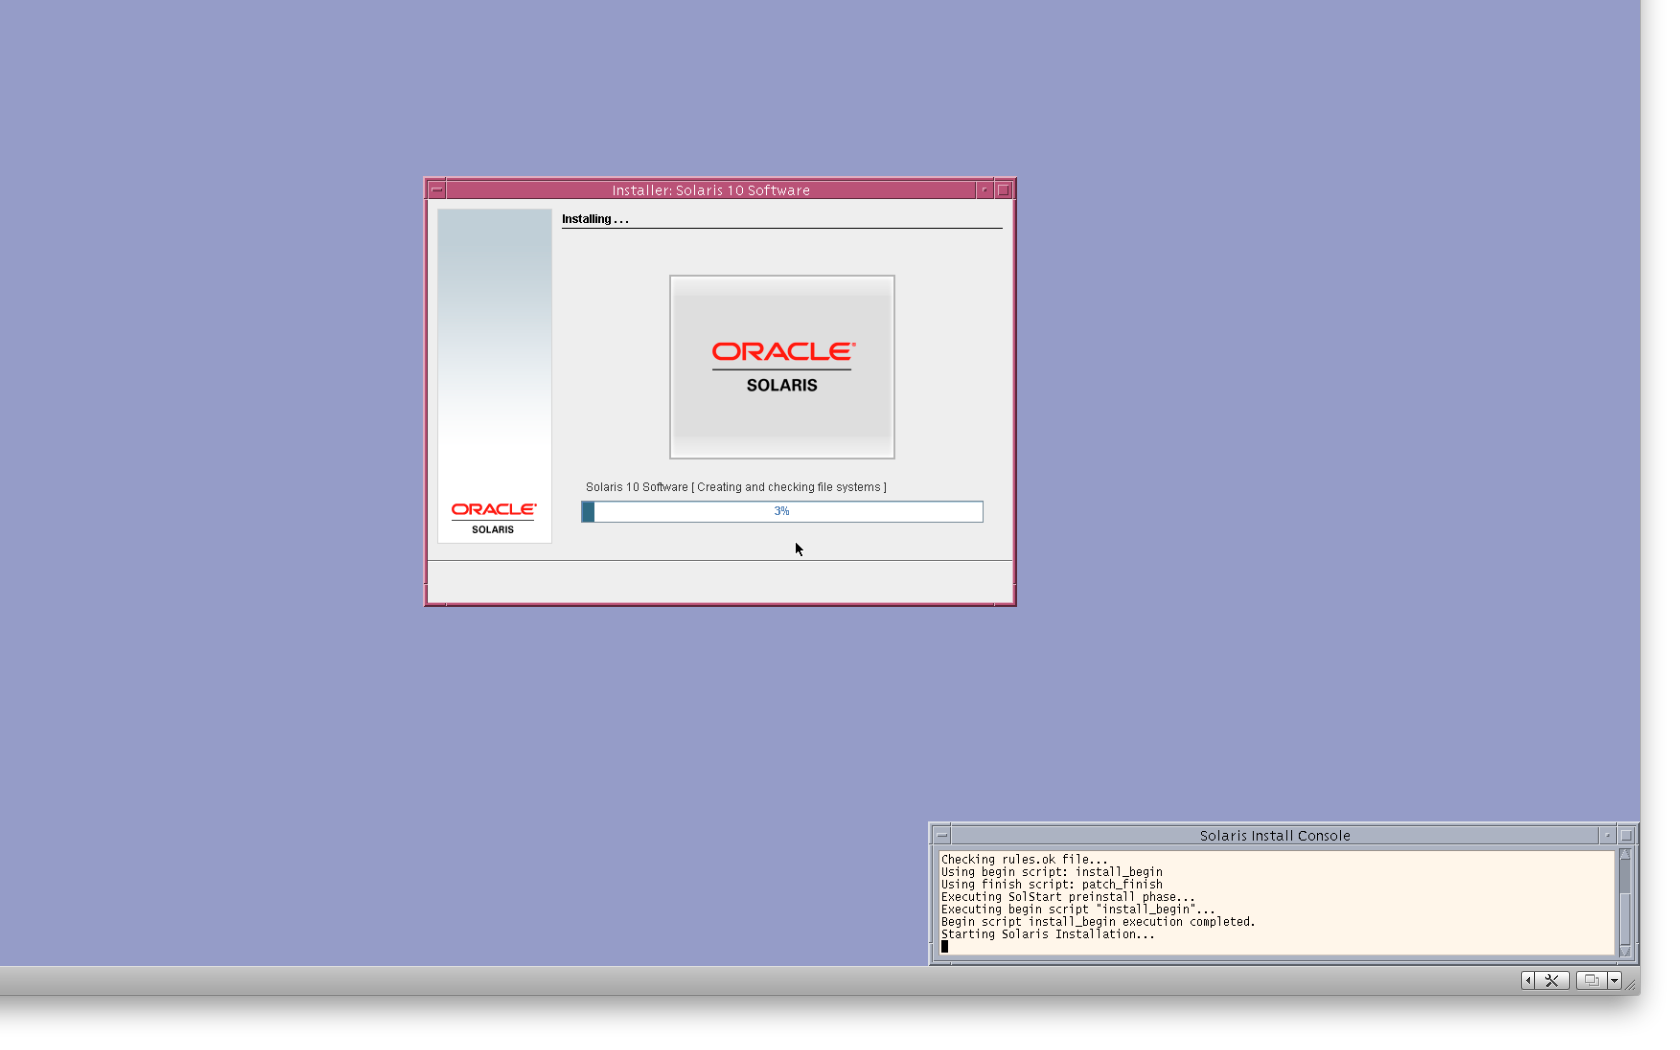 Installer: Solaris 10 Software
Installing...
ORACLE
SOLARIS
Solaris 10 Software [ Creating and checking file systems ]
3%
ORACLE
SOLARIS
Solaris Install Console
Checking rules.ok file...
Using begin script: install_begin
Using finish script: patch_finish
Executing SolStart preinstall phase...
Executing begin script "install_begin"...
Begin script install_begin execution completed.
Starting Solaris Installation...